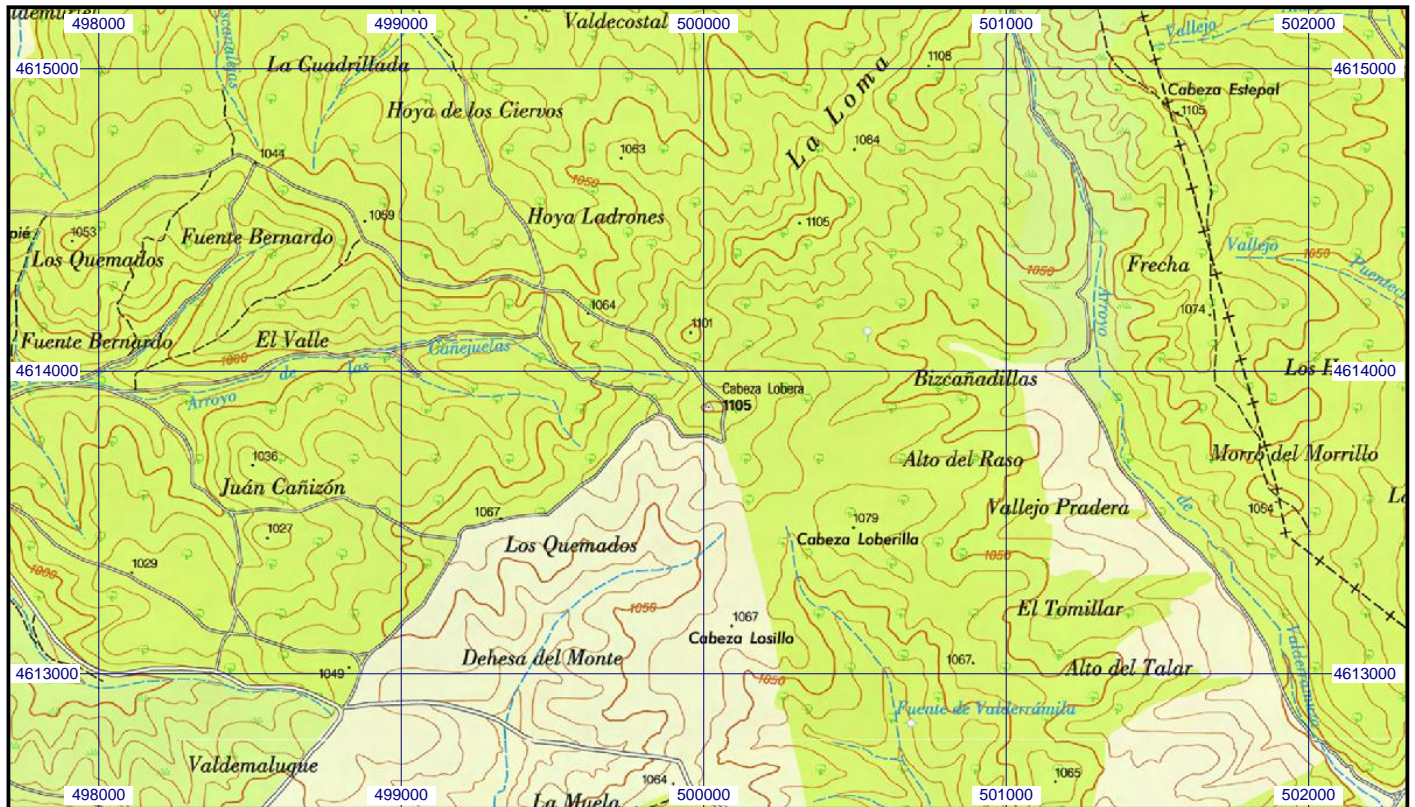 498000
499000
500000
501000
502000
Valdecostal
Vallejo
4615000
La Cuadrillada
La Loma
1108
4615000
Cabeza Estepal
1105
Hoya de los Ciervos
1063
1084
1044
1050
1059
Hoya Ladrones
1105
1053
Fuente Bernardo
Vallejo
1050
Los Quemados
Frecha
1050
Arroyo
1064
1074
1101
Fuente Bernardo
El Valle
Cañejuelas
1000
de las
4614000
Bizcañadillas
4614000
Cabeza Lobera
1105
Arroyo
1036
Alto del Raso
Morro del Morrillo
Juán Cañizón
1067
Vallejo Pradera
de
1054
1027
1079
Los Quemados
Cabeza Loberilla
1050
1029
1000
1050
El Tomillar
1067
Cabeza Losilla
Dehesa del Monte
1067
Alto del Talar
4613000
1049
1050
4613000
Fuente de Valderrámila
Valdemaluque
1064
1065
La Muela
498000
499000
500000
501000
502000